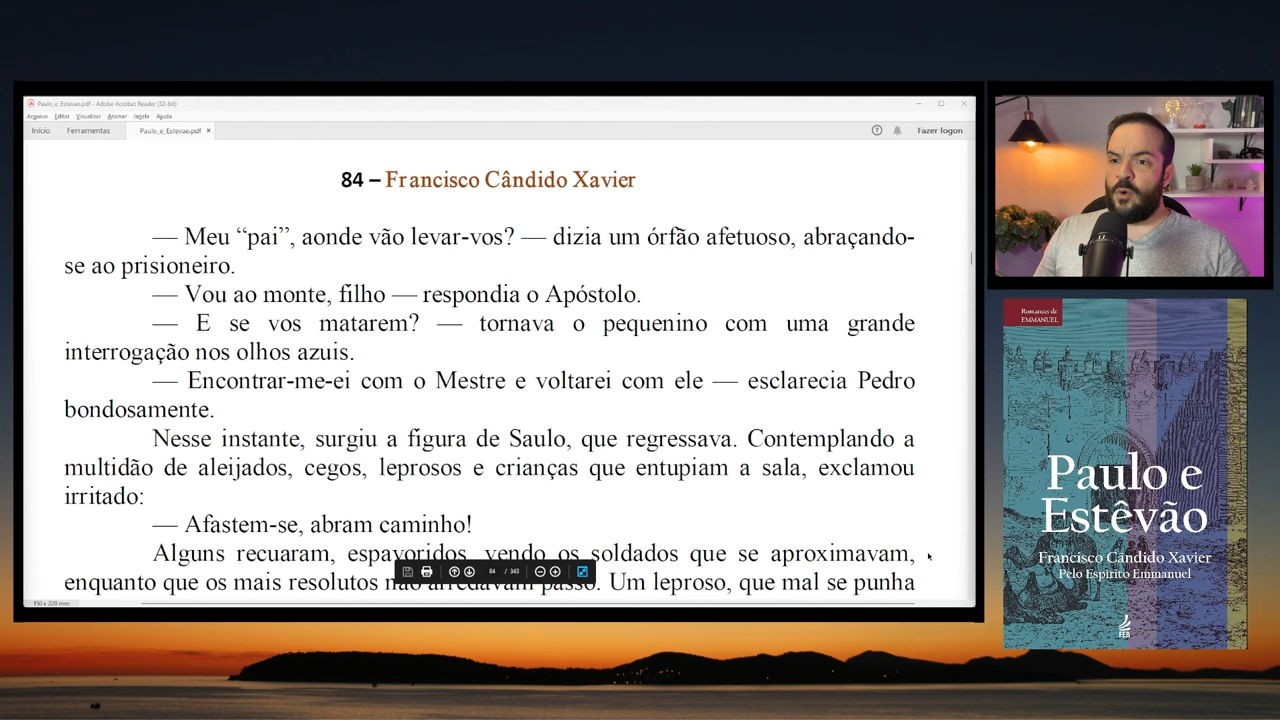 Paulo_e_Estevao.pdf - Adobe Acrobat Reader (32-bit)
Arquivo Editar Visualizar Assinar Janela Ajuda
Início Ferramentas Paulo_e_Estevao.pdf × Fazer logon
84 – Francisco Cândido Xavier
— Meu “pai”, aonde vão levar-vos? — dizia um órfão afetuoso, abraçando-
se ao prisioneiro.
— Vou ao monte, filho — respondia o Apóstolo.
— E se vos matarem? — tornava o pequenino com uma grande
interrogação nos olhos azuis.
— Encontrar-me-ei com o Mestre e voltarei com ele — esclarecia Pedro
bondosamente.
Nesse instante, surgiu a figura de Saulo, que regressava. Contemplando a
multidão de aleijados, cegos, leprosos e crianças que entupiam a sala, exclamou
irritado:
— Afastem-se, abram caminho!
Alguns recuaram, espavoridos, vendo os soldados que se aproximavam,
enquanto que os mais resolutos não arredavam passo. Um leproso, que mal se punha
84 / 343
150 x 220 mm
Romances de
EMMANUEL
Paulo e
Estêvão
Francisco Cândido Xavier
Pelo Espírito Emmanuel
FEB